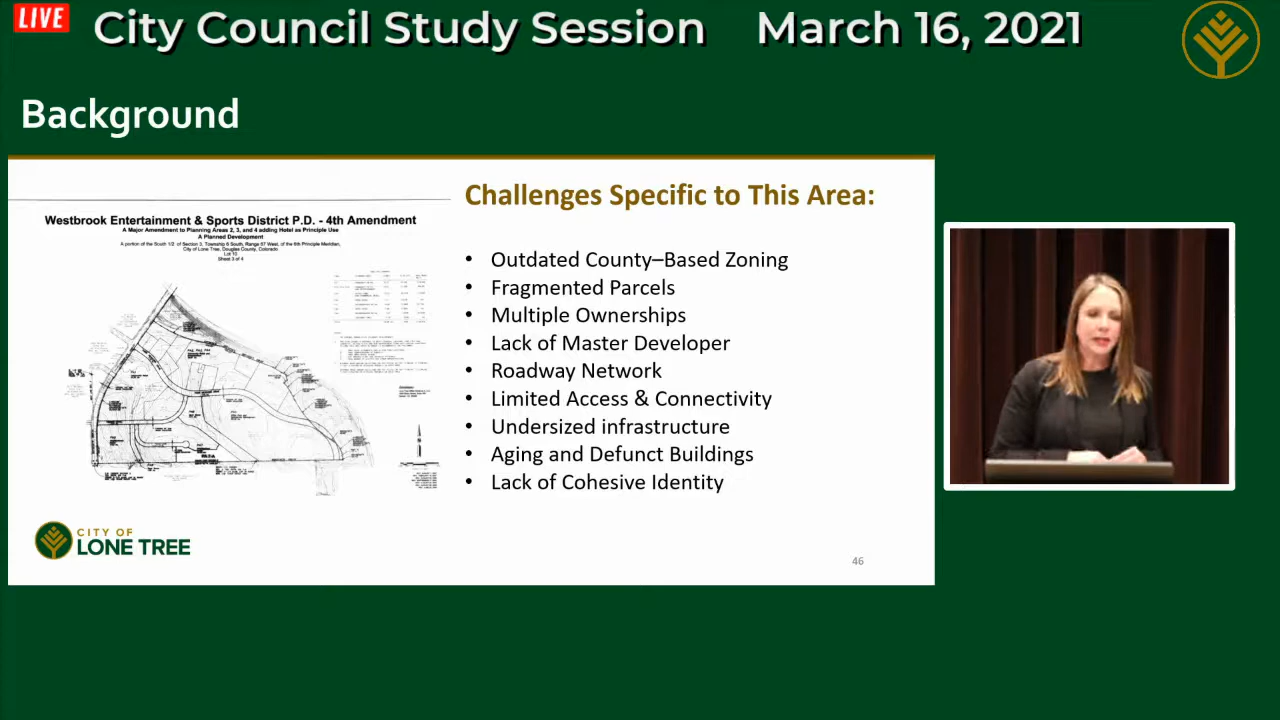 LIVE
City Council Study Session March 16, 2021
Background
Challenges Specific to This Area:
Westbrook Entertainment & Sports District P.D. - 4th Amendment
A Major Amendment to Planning Areas 2, 3, and 4 adding Hotel as Principle Use
A Planned Development
A portion of the South 1/2 of Section 3, Township 6 South, Range 67 West, of the 6th Principle Meridian,
City of Lone Tree, Douglas County, Colorado
Lot 10
Sheet 3 of 4
• Outdated County–Based Zoning
• Fragmented Parcels
• Multiple Ownerships
• Lack of Master Developer
• Roadway Network
• Limited Access & Connectivity
• Undersized infrastructure
• Aging and Defunct Buildings
• Lack of Cohesive Identity
CITY OF
LONE TREE
46